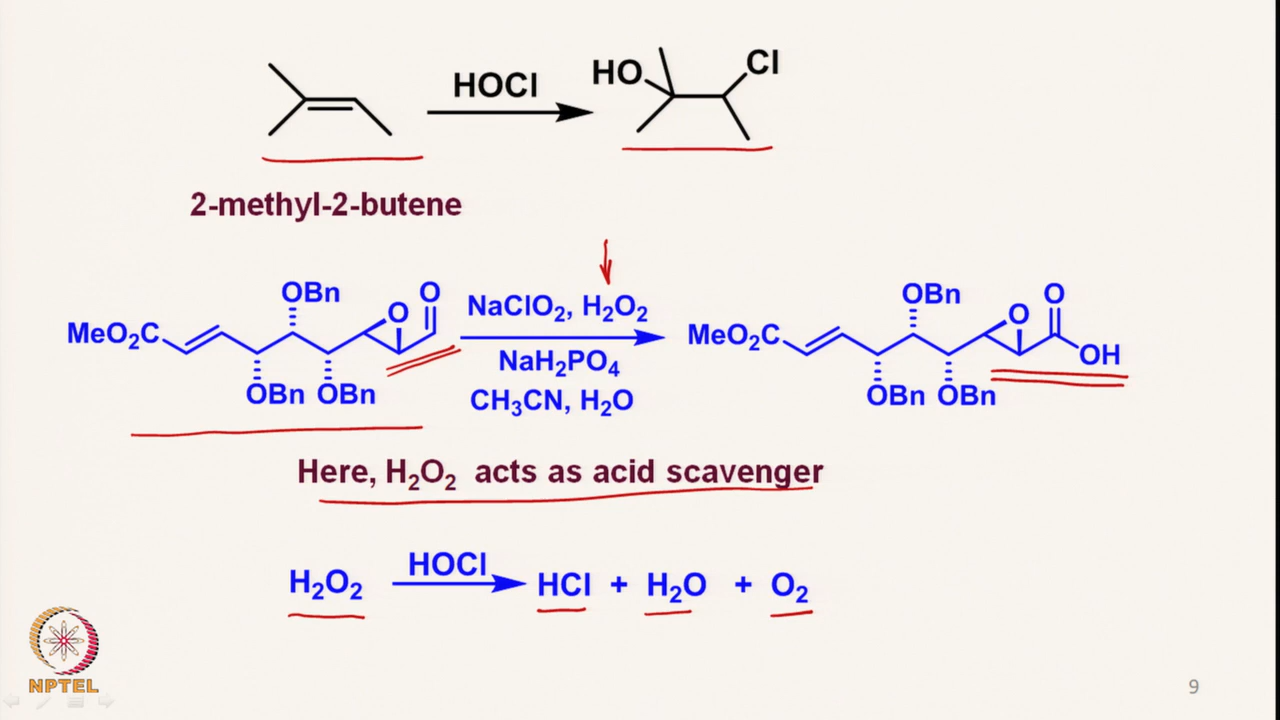 HOCl
HO
Cl
2-methyl-2-butene
OBn O O NaClO₂, H₂O₂ OBn O O
MeO₂C NaH₂PO₄ MeO₂C OH
OBn OBn CH₃CN, H₂O OBn OBn
Here, H₂O₂ acts as acid scavenger
HOCl
H₂O₂ HCl + H₂O + O₂
NPTEL
9